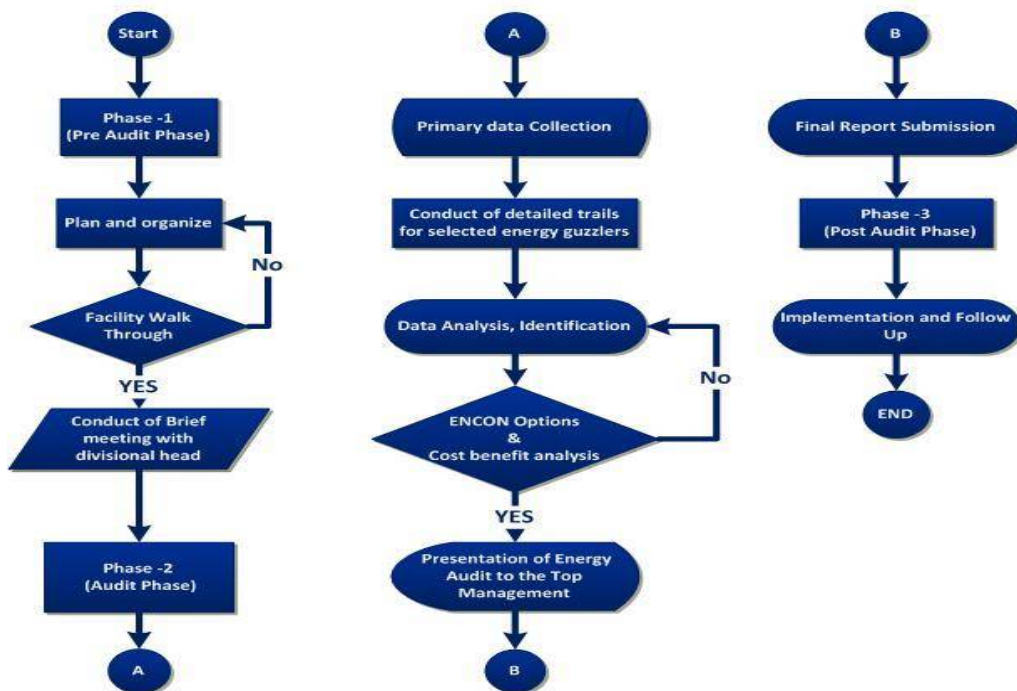 Start
Phase -1
(Pre Audit Phase)
Plan and organize
No
Facility Walk
Through
YES
Conduct of Brief
meeting with
divisional head
Phase -2
(Audit Phase)
A
A
Primary data Collection
Conduct of detailed trails
for selected energy guzzlers
Data Analysis, Identification
No
ENCON Options
&
Cost benefit analysis
YES
Presentation of Energy
Audit to the Top
Management
B
B
Final Report Submission
Phase -3
(Post Audit Phase)
Implementation and Follow
Up
END